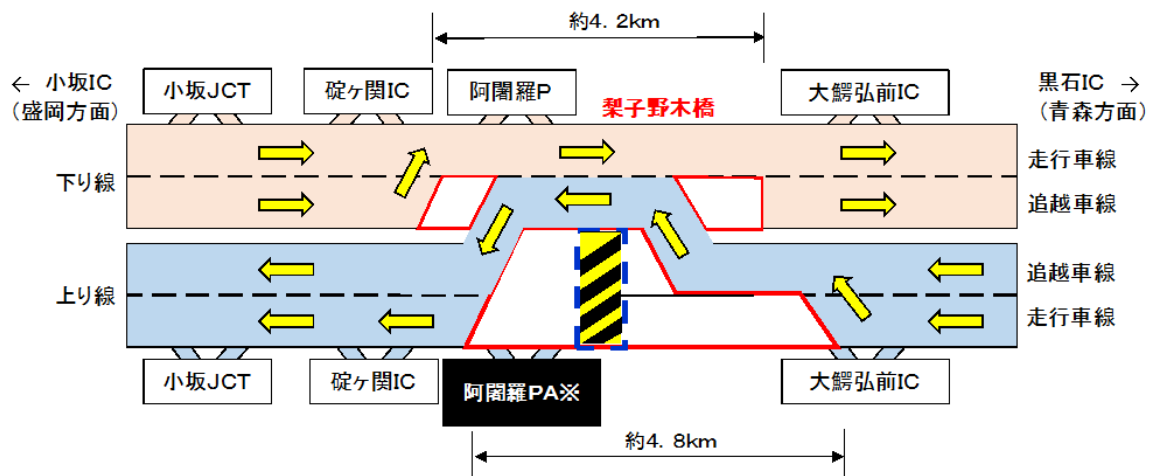 約4. 2km
← 小坂IC
(盛岡方面)
小坂JCT
碇ヶ関IC
阿闍羅P
大鰐弘前IC
黒石IC →
(青森方面)
梨子野木橋
下り線
走行車線
追越車線
上り線
追越車線
走行車線
小坂JCT
碇ヶ関IC
阿闍羅PA※
大鰐弘前IC
約4. 8km